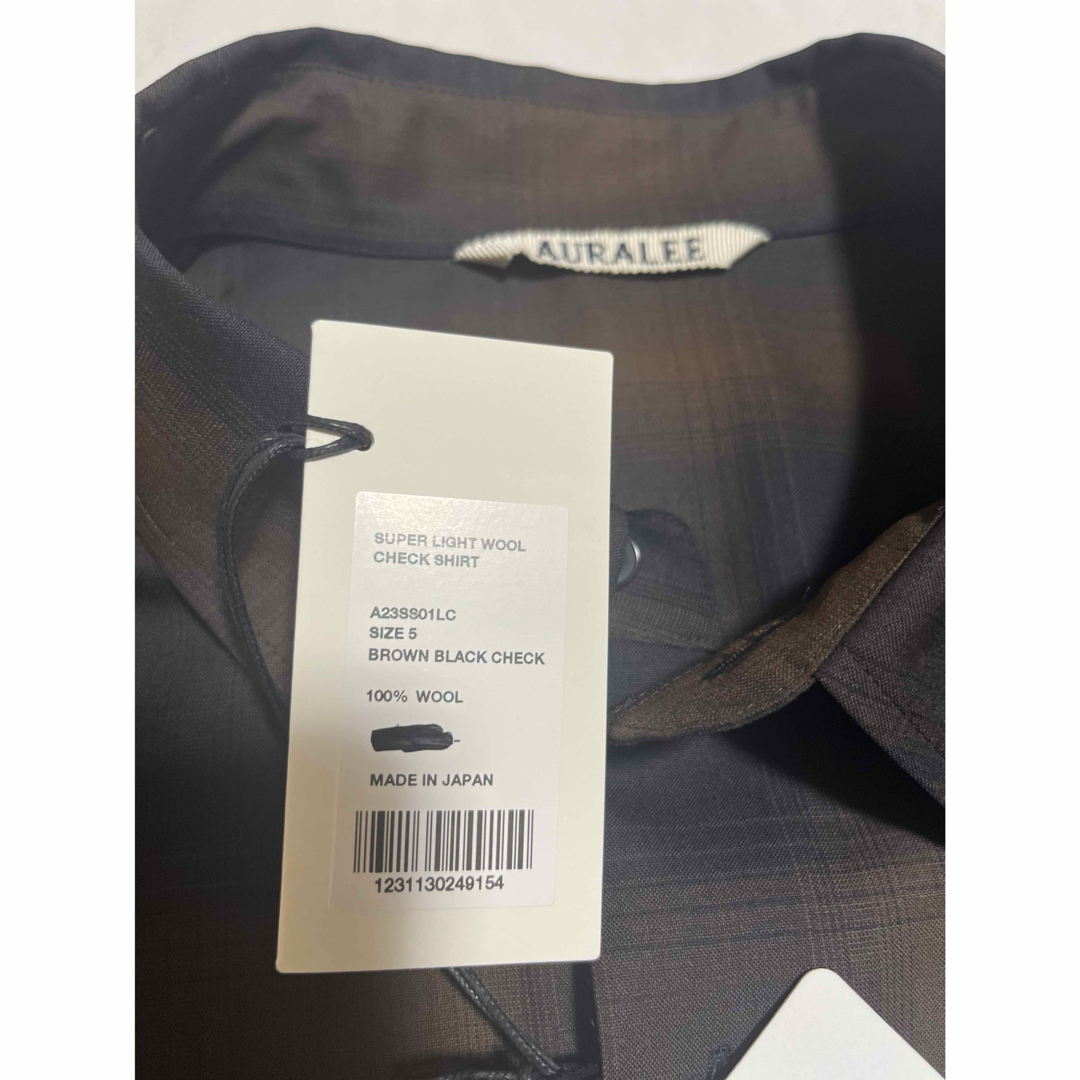 AURALEE
SUPER LIGHT WOOL
CHECK SHIRT
A23SS01LC
SIZE 5
BROWN BLACK CHECK
100% WOOL
MADE IN JAPAN
1231130249154